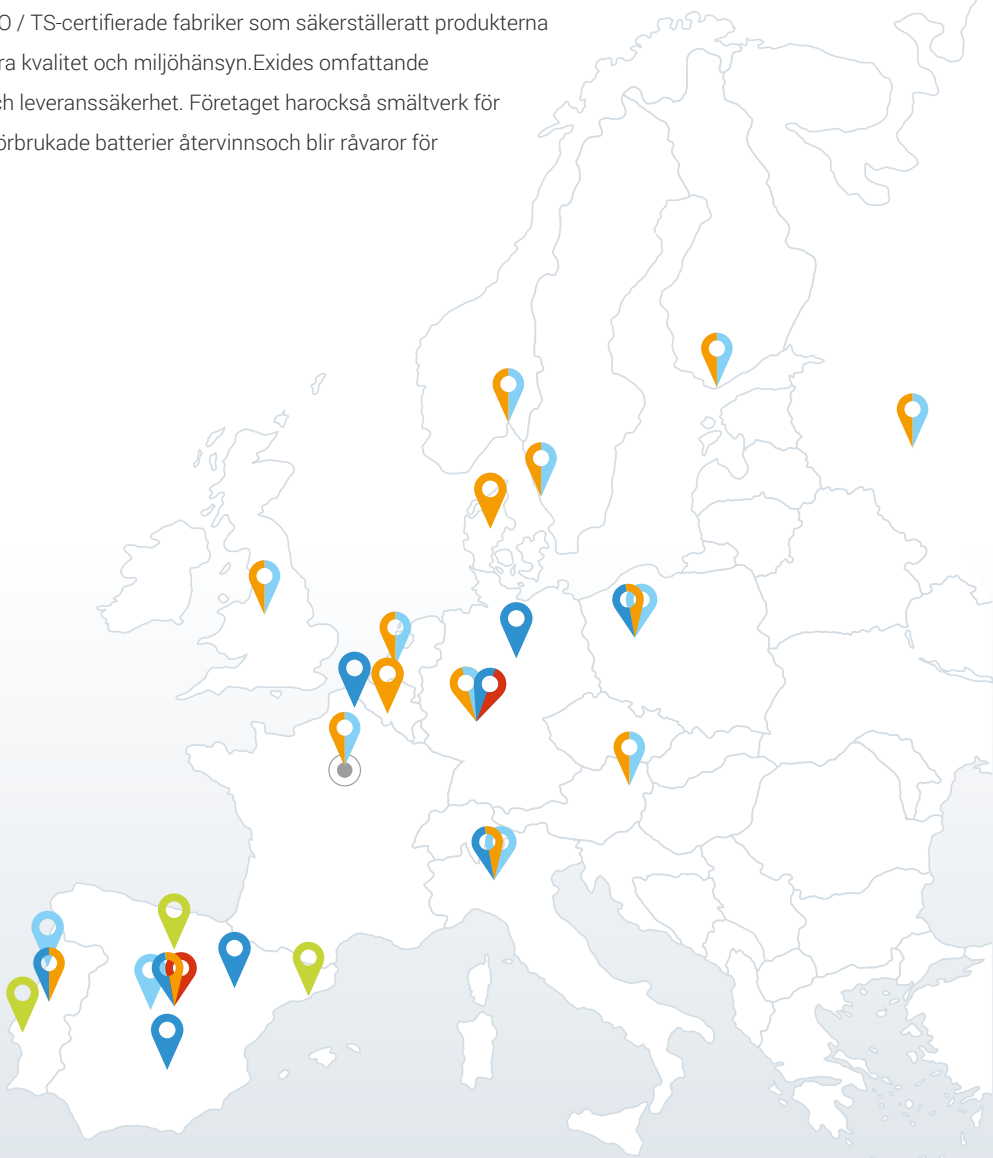 O / TS-certifierade fabriker som säkerställeratt produkterna
ra kvalitet och miljöhänsyn.Exides omfattande
ch leveranssäkerhet. Företaget harockså smältverk för
örbrukade batterier återvinnsoch blir råvaror för